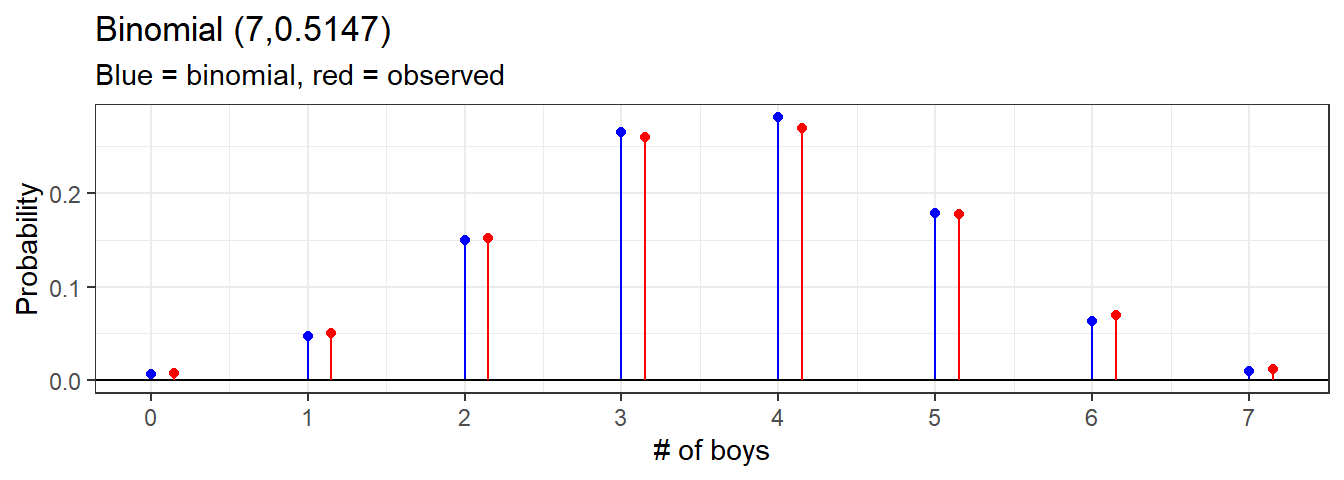 Binomial (7,0.5147)
Blue = binomial, red = observed
Probability
0.2
0.1
0.0
0 1 2 3 4 5 6 7
# of boys